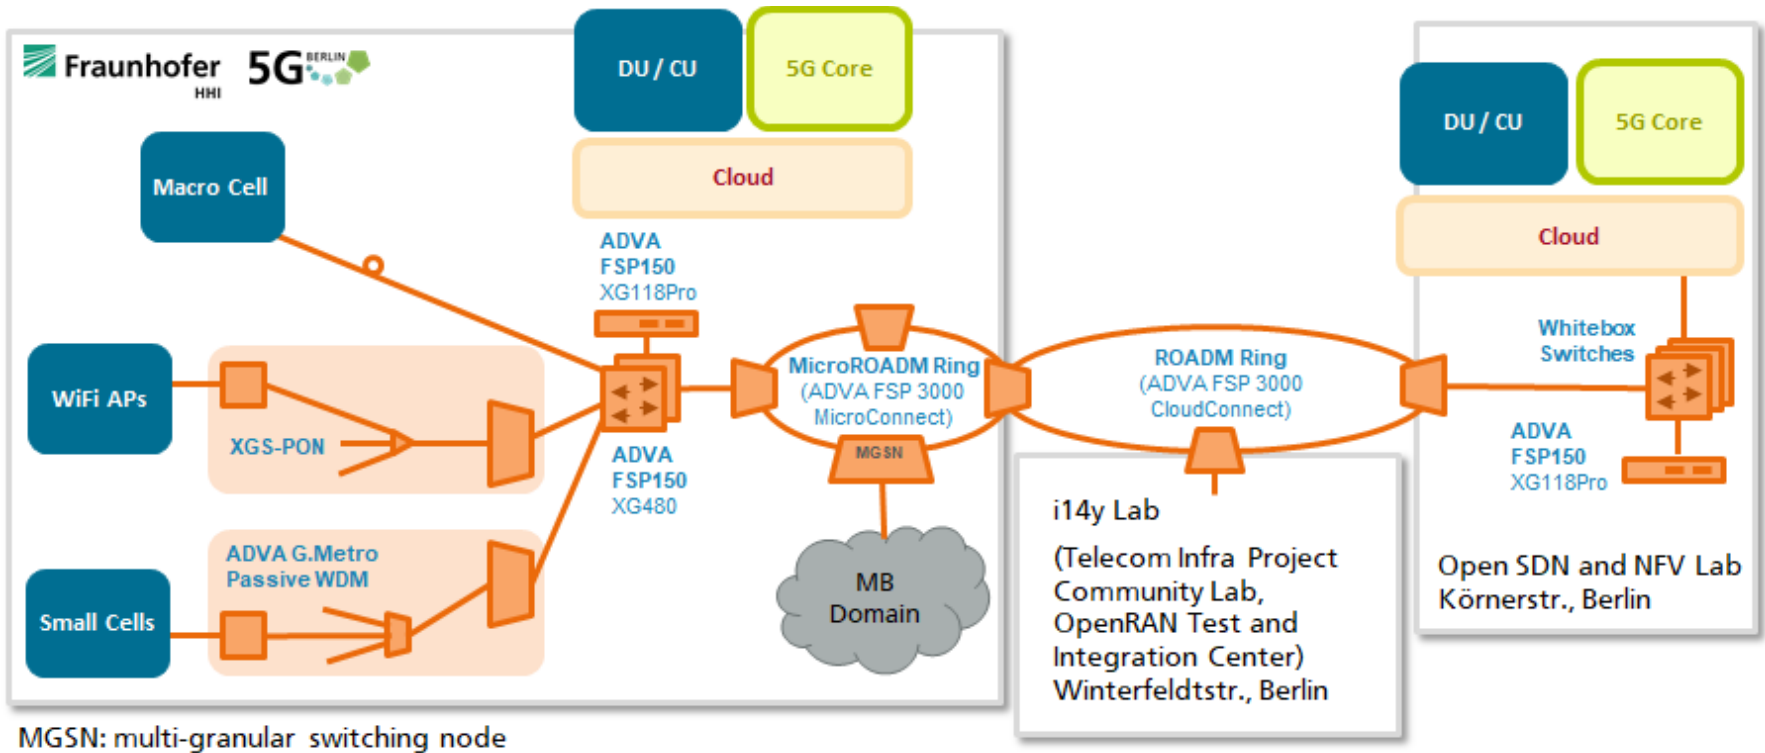 Fraunhofer
HHI
5G BERLIN
DU / CU
5G Core
Cloud
Macro Cell
ADVA
FSP150
XG118Pro
WiFi APs
XGS-PON
ADVA
FSP150
XG480
MicroROADM Ring
(ADVA FSP 3000
MicroConnect)
MGSN
MB
Domain
ADVA G.Metro
Passive WDM
Small Cells
ROADM Ring
(ADVA FSP 3000
CloudConnect)
i14y Lab
(Telecom Infra Project
Community Lab,
OpenRAN Test and
Integration Center)
Winterfeldtstr., Berlin
DU / CU
5G Core
Cloud
Whitebox
Switches
ADVA
FSP150
XG118Pro
Open SDN and NFV Lab
Körnerstr., Berlin
MGSN: multi-granular switching node